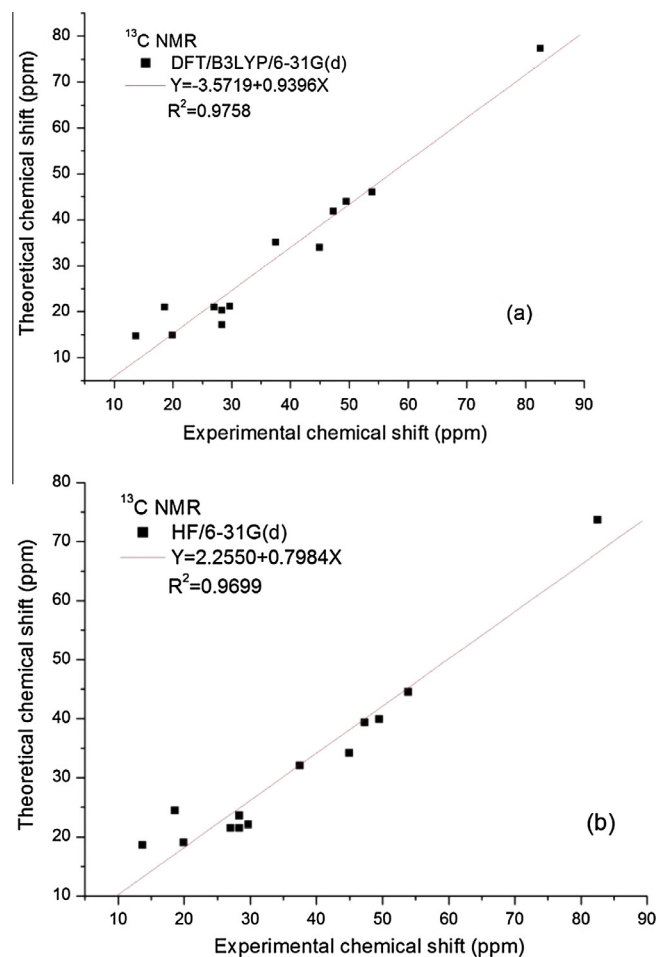 ¹³C NMR
DFT/B3LYP/6-31G(d)
Y=-3.5719+0.9396X
R²=0.9758
80
70
60
50
40
30
20
10
Theoretical chemical shift (ppm)
(a)
10 20 30 40 50 60 70 80 90
Experimental chemical shift (ppm)
¹³C NMR
HF/6-31G(d)
Y=2.2550+0.7984X
R²=0.9699
80
70
60
50
40
30
20
10
Theoretical chemical shift (ppm)
(b)
10 20 30 40 50 60 70 80 90
Experimental chemical shift (ppm)